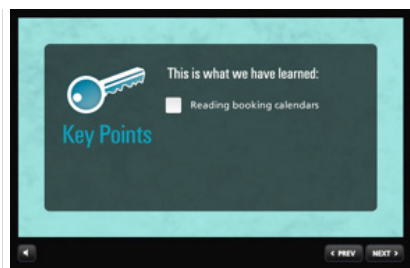 This is what we have learned:
Reading booking calendars
Key Points
< PREV
NEXT >